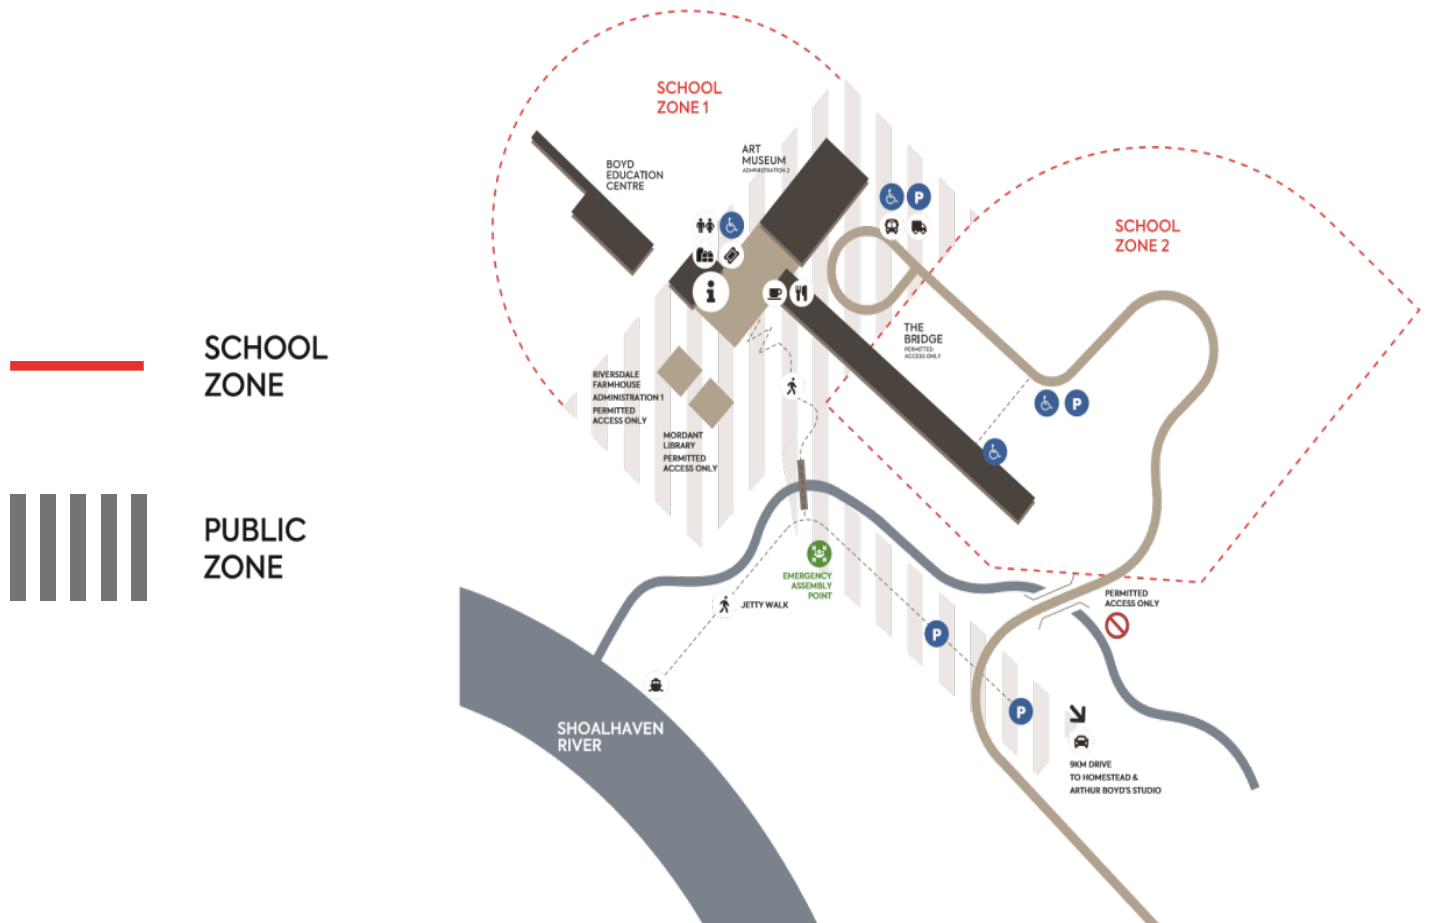 SCHOOL
ZONE
PUBLIC
ZONE
SCHOOL
ZONE 1
BOYD
EDUCATION
CENTRE
ART
MUSEUM
ADMINISTRATION 2
P
SCHOOL
ZONE 2
i
THE
BRIDGE
PERMITTED
ACCESS ONLY
RIVERSDALE
FARMHOUSE
ADMINISTRATION 1
PERMITTED
ACCESS ONLY
MORDANT
LIBRARY
PERMITTED
ACCESS ONLY
P
EMERGENCY
ASSEMBLY
POINT
JETTY WALK
PERMITTED
ACCESS ONLY
P
P
SHOALHAVEN
RIVER
9KM DRIVE
TO HOMESTEAD &
ARTHUR BOYD'S STUDIO